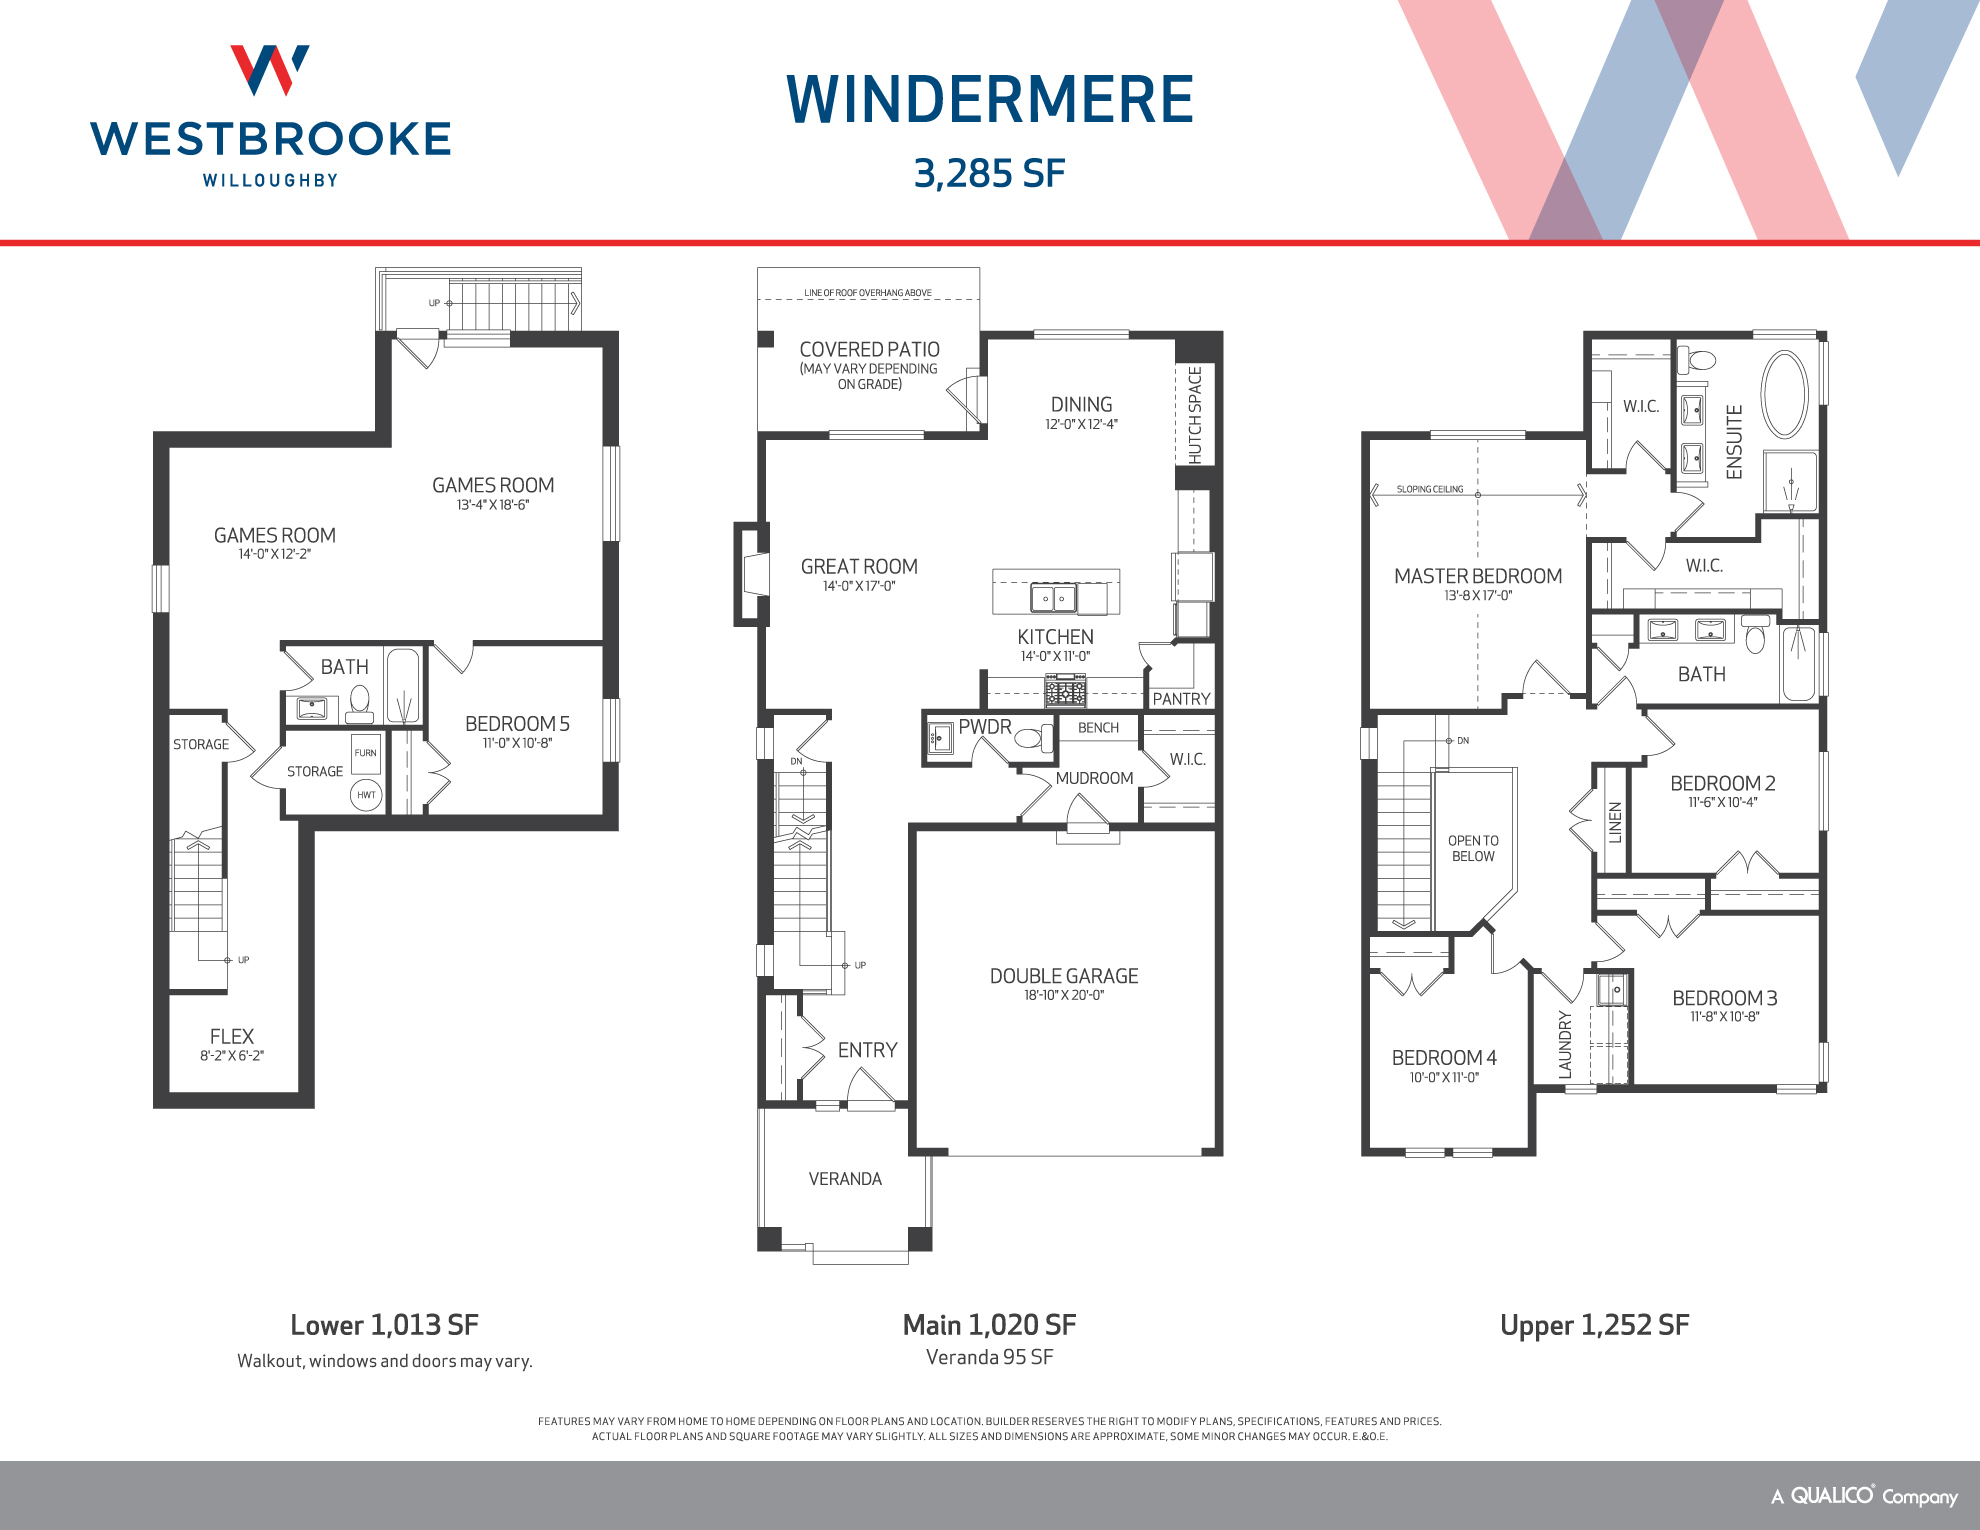 WESTBROOKE
WILLOUGHBY
WINDERMERE
3,285 SF
UP
GAMES ROOM
13'-4" X 18'-6"
GAMES ROOM
14'-0" X 12'-2"
BATH
BEDROOM 5
11'-0" X 10'-8"
STORAGE
STORAGE
FURN
HWT
UP
FLEX
8'-2" X 6'-2"
Lower 1,013 SF
Walkout, windows and doors may vary.
LINE OF ROOF OVERHANG ABOVE
COVERED PATIO
(MAY VARY DEPENDING
ON GRADE)
DINING
12'-0" X 12'-4"
HUTCH SPACE
GREAT ROOM
14'-0" X 17'-0"
KITCHEN
14'-0" X 11'-0"
PANTRY
PWDR
BENCH
W.I.C.
MUDROOM
DN
UP
DOUBLE GARAGE
18'-10" X 20'-0"
ENTRY
VERANDA
Main 1,020 SF
Veranda 95 SF
W.I.C.
ENSUITE
SLOPING CEILING
MASTER BEDROOM
13'-8 X 17'-0"
W.I.C.
BATH
DN
BEDROOM 2
11'-6" X 10'-4"
LINEN
OPEN TO
BELOW
BEDROOM 3
11'-8" X 10'-8"
LAUNDRY
BEDROOM 4
10'-0" X 11'-0"
Upper 1,252 SF
FEATURES MAY VARY FROM HOME TO HOME DEPENDING ON FLOOR PLANS AND LOCATION. BUILDER RESERVES THE RIGHT TO MODIFY PLANS, SPECIFICATIONS, FEATURES AND PRICES.
ACTUAL FLOOR PLANS AND SQUARE FOOTAGE MAY VARY SLIGHTLY. ALL SIZES AND DIMENSIONS ARE APPROXIMATE, SOME MINOR CHANGES MAY OCCUR. E.&O.E.
A QUALICO® Company